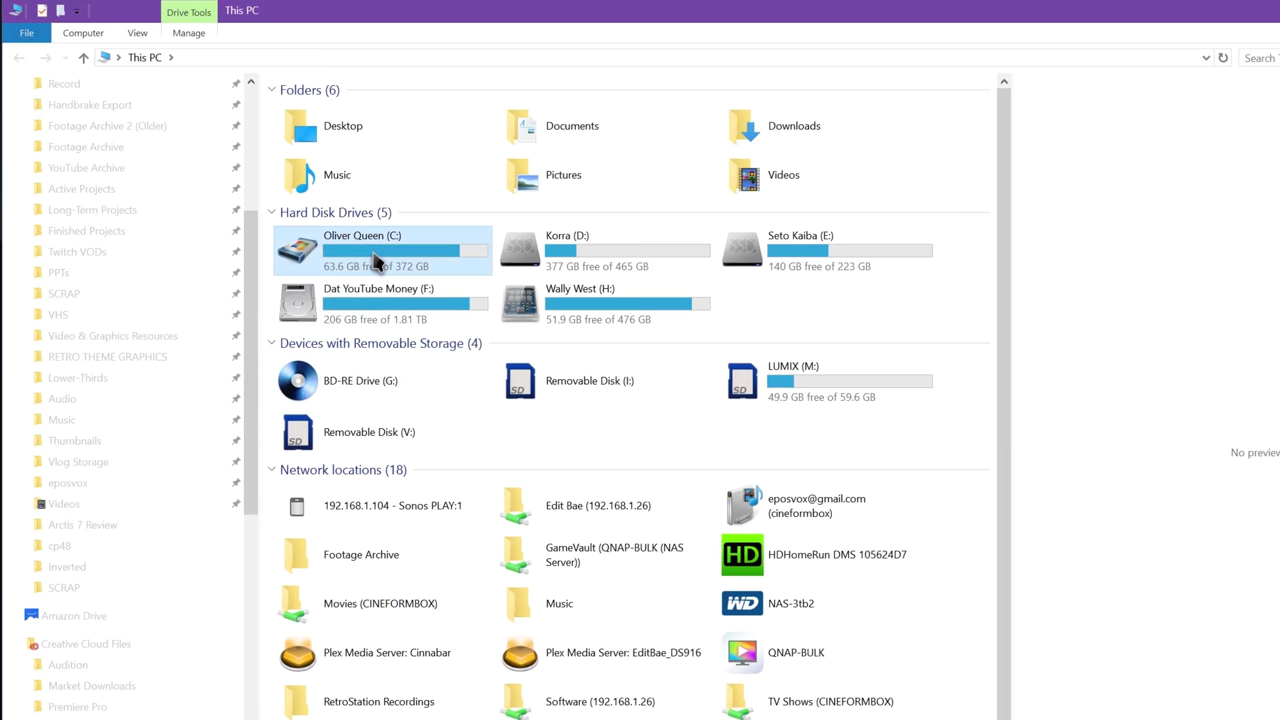 Drive Tools
This PC
File
Computer
View
Manage
This PC
Search
Record
Handbrake Export
Footage Archive 2 (Older)
Footage Archive
YouTube Archive
Active Projects
Long-Term Projects
Finished Projects
Twitch VODs
PPTs
SCRAP
VHS
Video & Graphics Resources
RETRO THEME GRAPHICS
Lower-Thirds
Audio
Music
Thumbnails
Vlog Storage
eposvox
Videos
Arctis 7 Review
cp48
Inverted
SCRAP
Amazon Drive
Creative Cloud Files
Audition
Market Downloads
Premiere Pro
Folders (6)
Desktop
Documents
Downloads
Music
Pictures
Videos
Hard Disk Drives (5)
Oliver Queen (C:)
63.6 GB free of 372 GB
SSD
Korra (D:)
377 GB free of 465 GB
SSD
Seto Kaiba (E:)
140 GB free of 223 GB
Dat YouTube Money (F:)
206 GB free of 1.81 TB
Wally West (H:)
51.9 GB free of 476 GB
Devices with Removable Storage (4)
BD-RE Drive (G:)
SD
Removable Disk (I:)
SD
LUMIX (M:)
49.9 GB free of 59.6 GB
SD
Removable Disk (V:)
Network locations (18)
192.168.1.104 - Sonos PLAY:1
Edit Bae (192.168.1.26)
eposvox@gmail.com
(cineformbox)
Footage Archive
GameVault (QNAP-BULK (NAS
Server))
HD
HDHomeRun DMS 105624D7
Movies (CINEFORMBOX)
Music
WD
NAS-3tb2
Plex Media Server: Cinnabar
Plex Media Server: EditBae_DS916
QNAP-BULK
RetroStation Recordings
Software (192.168.1.26)
TV Shows (CINEFORMBOX)
No preview